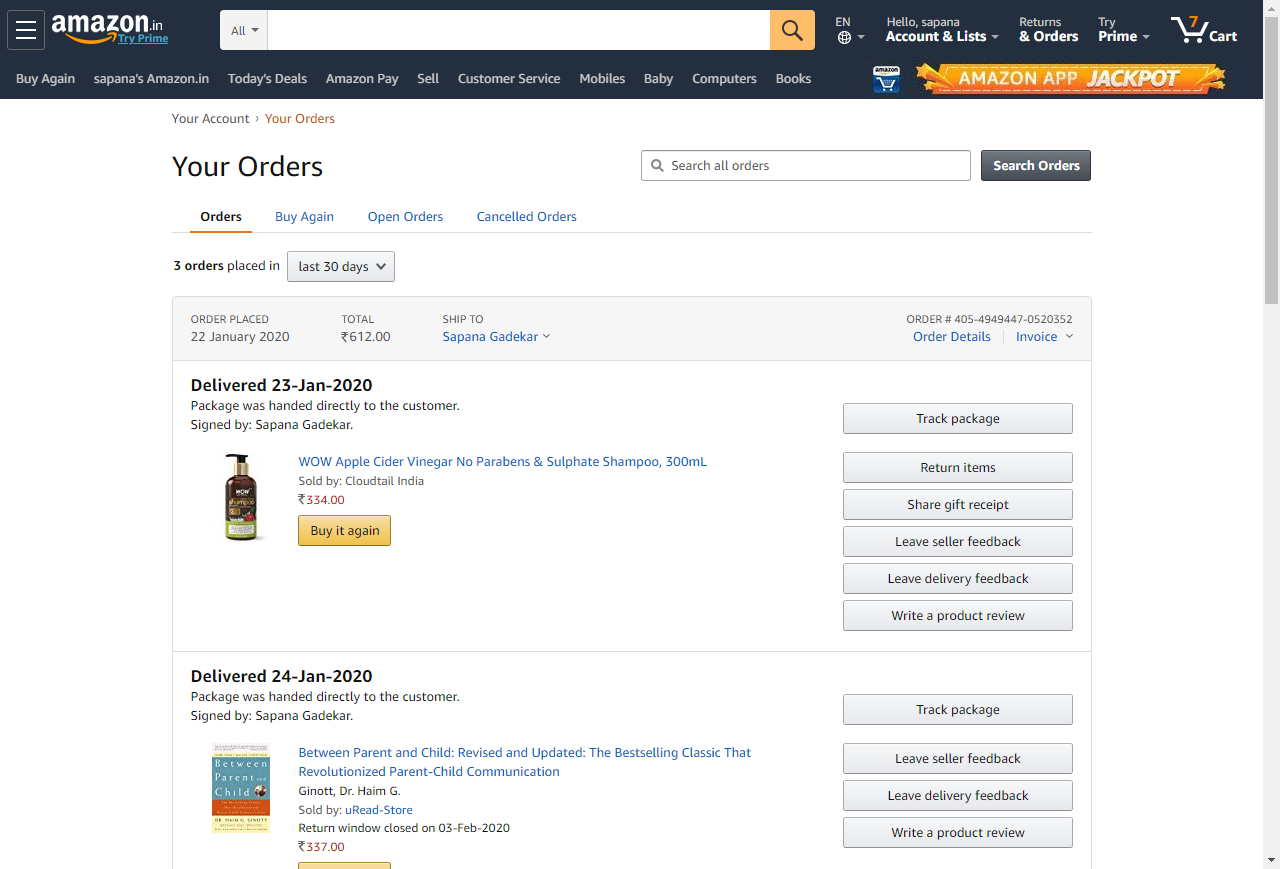 amazon.in
Try Prime
All
EN
Hello, sapana
Account & Lists
Returns
& Orders
Try
Prime
7
Cart
Buy Again
sapana's Amazon.in
Today's Deals
Amazon Pay
Sell
Customer Service
Mobiles
Baby
Computers
Books
amazon
AMAZON APP JACKPOT
Your Account › Your Orders
Your Orders
Search all orders
Search Orders
Orders
Buy Again
Open Orders
Cancelled Orders
3 orders placed in
last 30 days
ORDER PLACED
22 January 2020
TOTAL
₹612.00
SHIP TO
Sapana Gadekar
ORDER # 405-4949447-0520352
Order Details
Invoice
Delivered 23-Jan-2020
Package was handed directly to the customer.
Signed by: Sapana Gadekar.
WOW
shampoo
WOW Apple Cider Vinegar No Parabens & Sulphate Shampoo, 300mL
Sold by: Cloudtail India
₹334.00
Buy it again
Track package
Return items
Share gift receipt
Leave seller feedback
Leave delivery feedback
Write a product review
Delivered 24-Jan-2020
Package was handed directly to the customer.
Signed by: Sapana Gadekar.
Between
Parent and
Child
DR. HAIM G. GINOTT
Between Parent and Child: Revised and Updated: The Bestselling Classic That
Revolutionized Parent-Child Communication
Ginott, Dr. Haim G.
Sold by: uRead-Store
Return window closed on 03-Feb-2020
₹337.00
Track package
Leave seller feedback
Leave delivery feedback
Write a product review